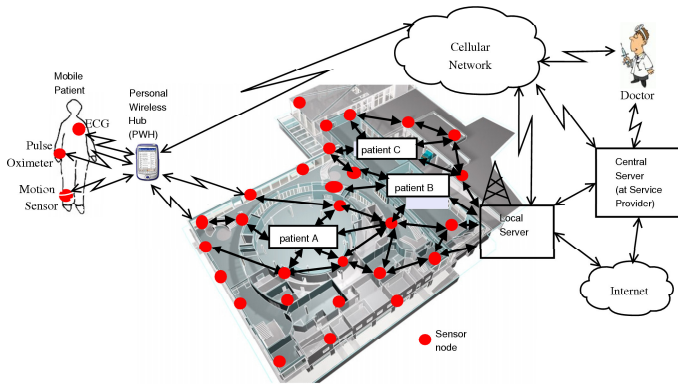 Cellular
Network
Doctor
Mobile
Patient
Personal
Wireless
Hub
(PWH)
ECG
Pulse
Oximeter
Motion
Sensor
patient C
patient B
patient A
Local
Server
Central
Server
(at Service
Provider)
Internet
Sensor
node